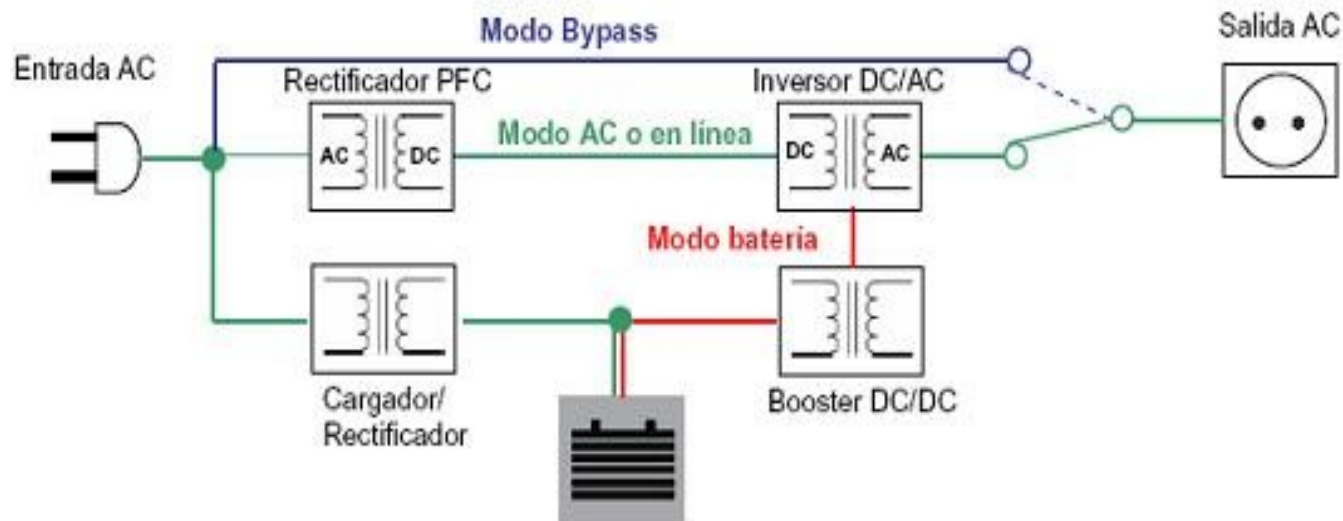 Modo Bypass
Salida AC
Entrada AC
Rectificador PFC
Inversor DC/AC
AC
DC
Modo AC o en línea
DC
AC
Modo batería
Cargador/
Rectificador
Booster DC/DC